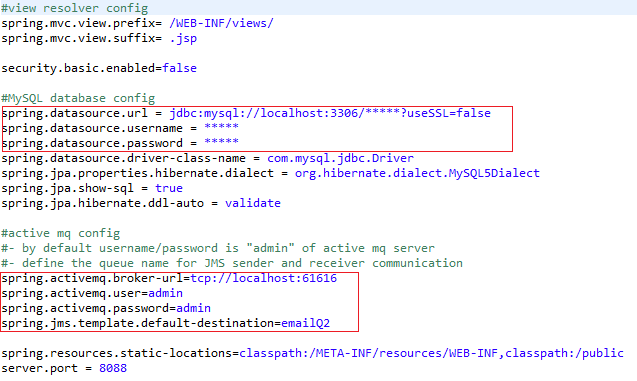 #view resolver config
spring.mvc.view.prefix= /WEB-INF/views/
spring.mvc.view.suffix= .jsp
security.basic.enabled=false
#MySQL database config
spring.datasource.url = jdbc:mysql://localhost:3306/*****?useSSL=false
spring.datasource.username = *****
spring.datasource.password = *****
spring.datasource.driver-class-name = com.mysql.jdbc.Driver
spring.jpa.properties.hibernate.dialect = org.hibernate.dialect.MySQL5Dialect
spring.jpa.show-sql = true
spring.jpa.hibernate.ddl-auto = validate
#active mq config
#- by default username/password is "admin" of active mq server
#- define the queue name for JMS sender and receiver communication
spring.activemq.broker-url=tcp://localhost:61616
spring.activemq.user=admin
spring.activemq.password=admin
spring.jms.template.default-destination=emailQ2
spring.resources.static-locations=classpath:/META-INF/resources/WEB-INF,classpath:/public
server.port = 8088